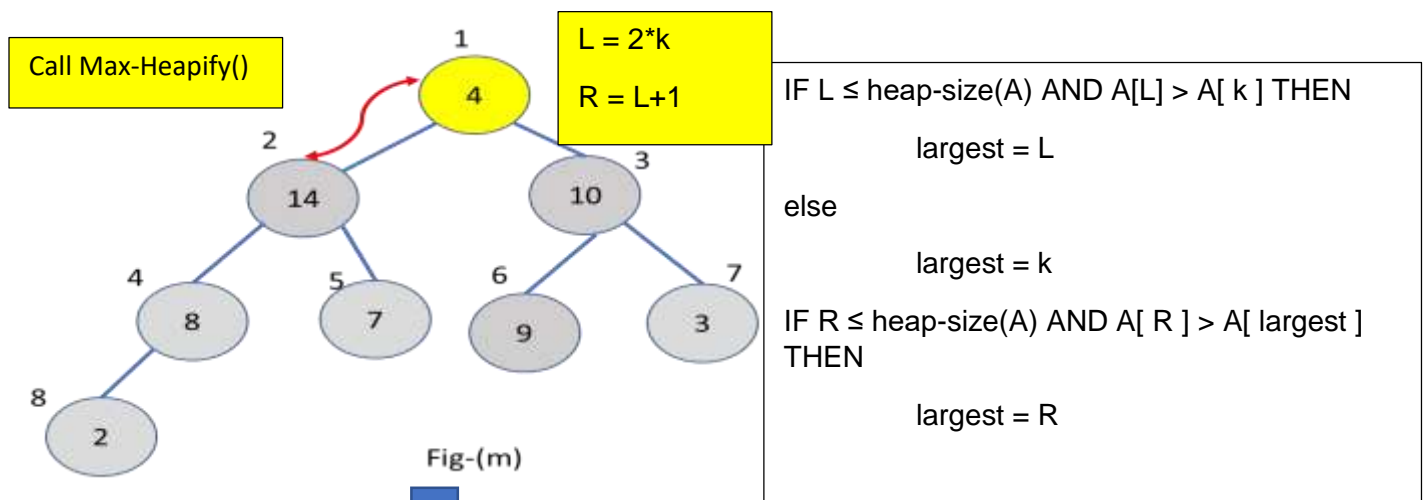 Call Max-Heapify()
L = 2*k
R = L+1
1
4
2
14
3
10
4
8
5
7
6
9
7
3
8
2
Fig-(m)
IF L ≤ heap-size(A) AND A[L] > A[ k ] THEN
largest = L
else
largest = k
IF R ≤ heap-size(A) AND A[ R ] > A[ largest ]
THEN
largest = R